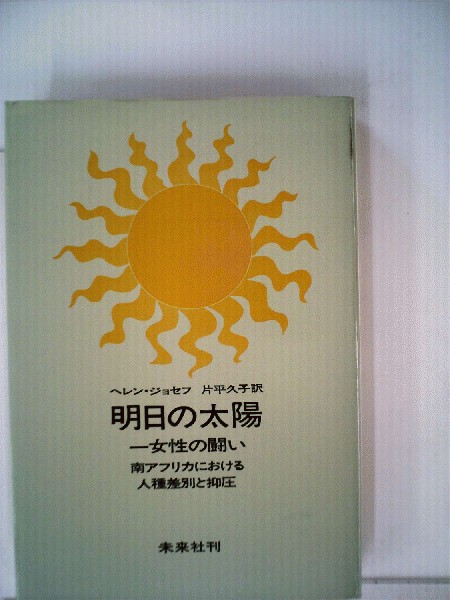 ヘレン・ジョセフ 片平久子訳
明日の太陽
—女性の闘い
南アフリカにおける
人種差別と抑圧
未来社刊